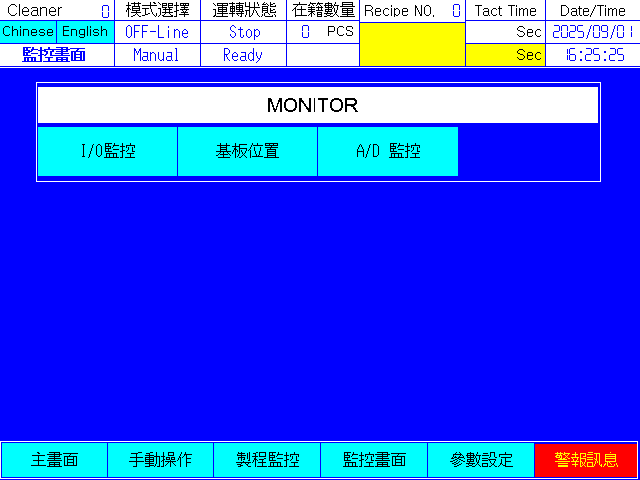 Cleaner 0 模式選擇 運轉狀態 在籍數量 Recipe NO. 0 Tact Time Date/Time
Chinese English OFF-Line Stop 0 PCS Sec 2025/09/01
監控畫面 Manual Ready Sec 16:25:25
MONITOR
I/O監控 基板位置 A/D 監控
主畫面 手動操作 製程監控 監控畫面 參數設定 警報訊息